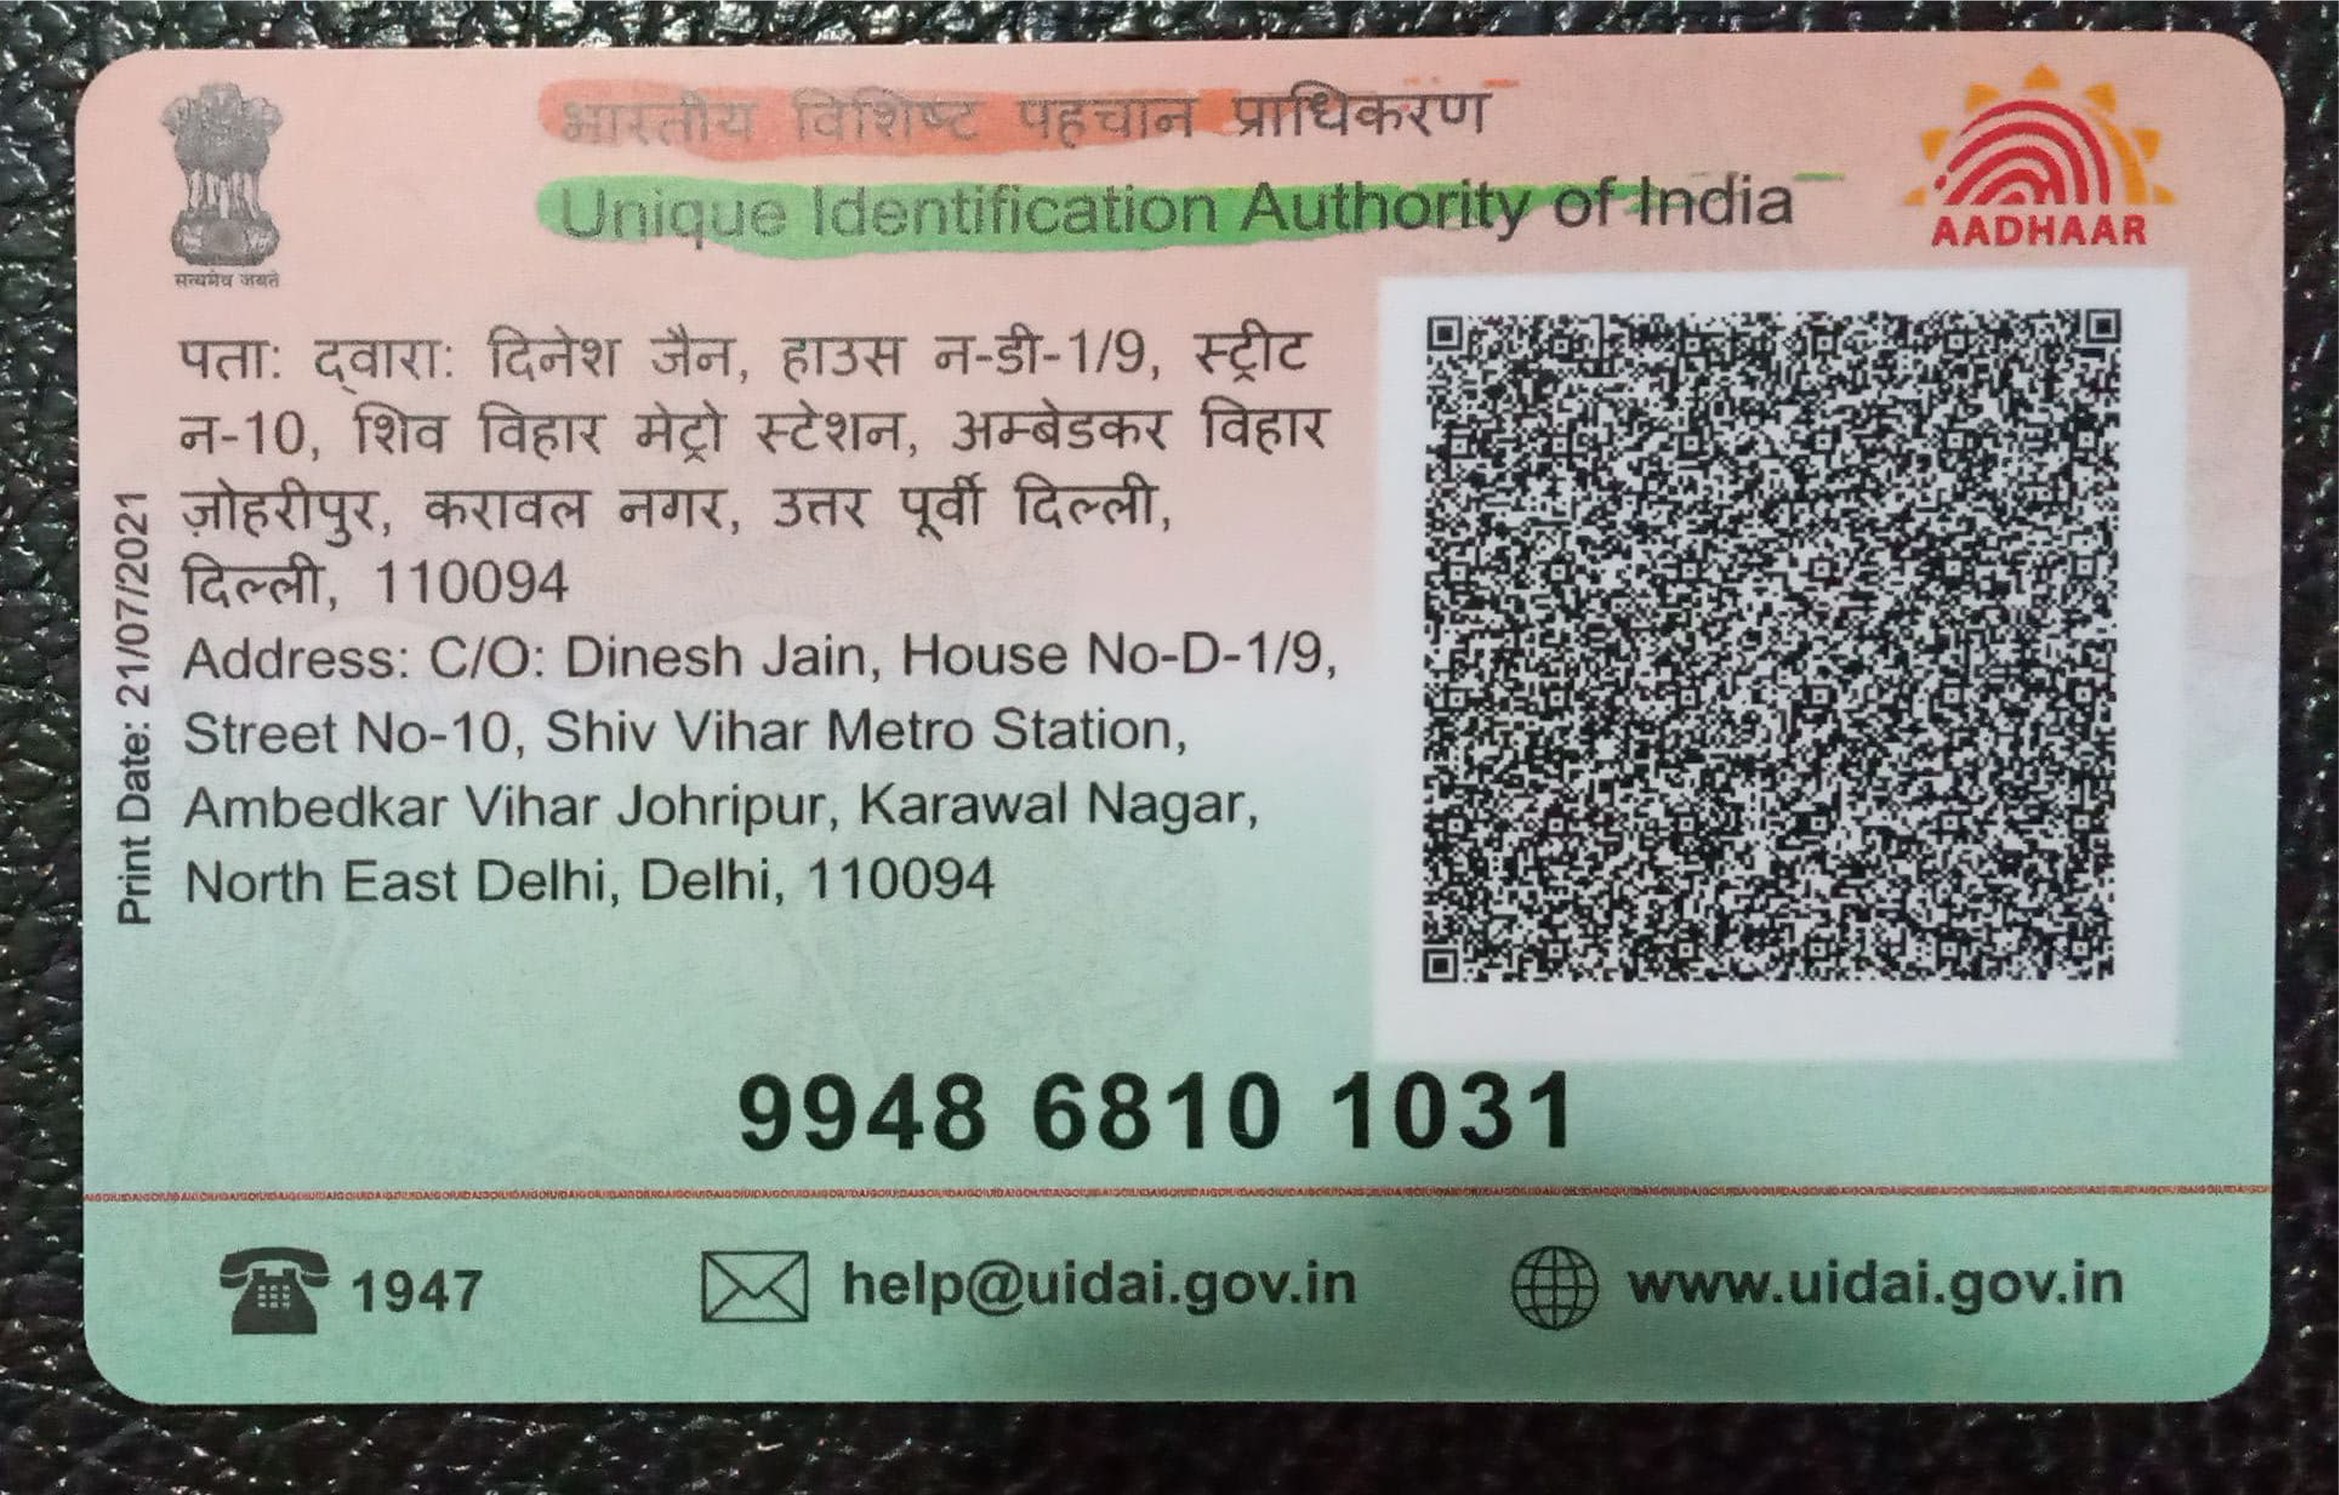 भारतीय विशिष्ट पहचान प्राधिकरण
Unique Identification Authority of India
AADHAAR
सत्यमेव जयते
पता: द्वारा: दिनेश जैन, हाउस न-डी-1/9, स्ट्रीट
न-10, शिव विहार मेट्रो स्टेशन, अम्बेडकर विहार
ज़ोहरीपुर, करावल नगर, उत्तर पूर्वी दिल्ली,
दिल्ली, 110094
Address: C/O: Dinesh Jain, House No-D-1/9,
Street No-10, Shiv Vihar Metro Station,
Ambedkar Vihar Johripur, Karawal Nagar,
North East Delhi, Delhi, 110094
Print Date: 21/07/2021
9948 6810 1031
1947
help@uidai.gov.in
www.uidai.gov.in